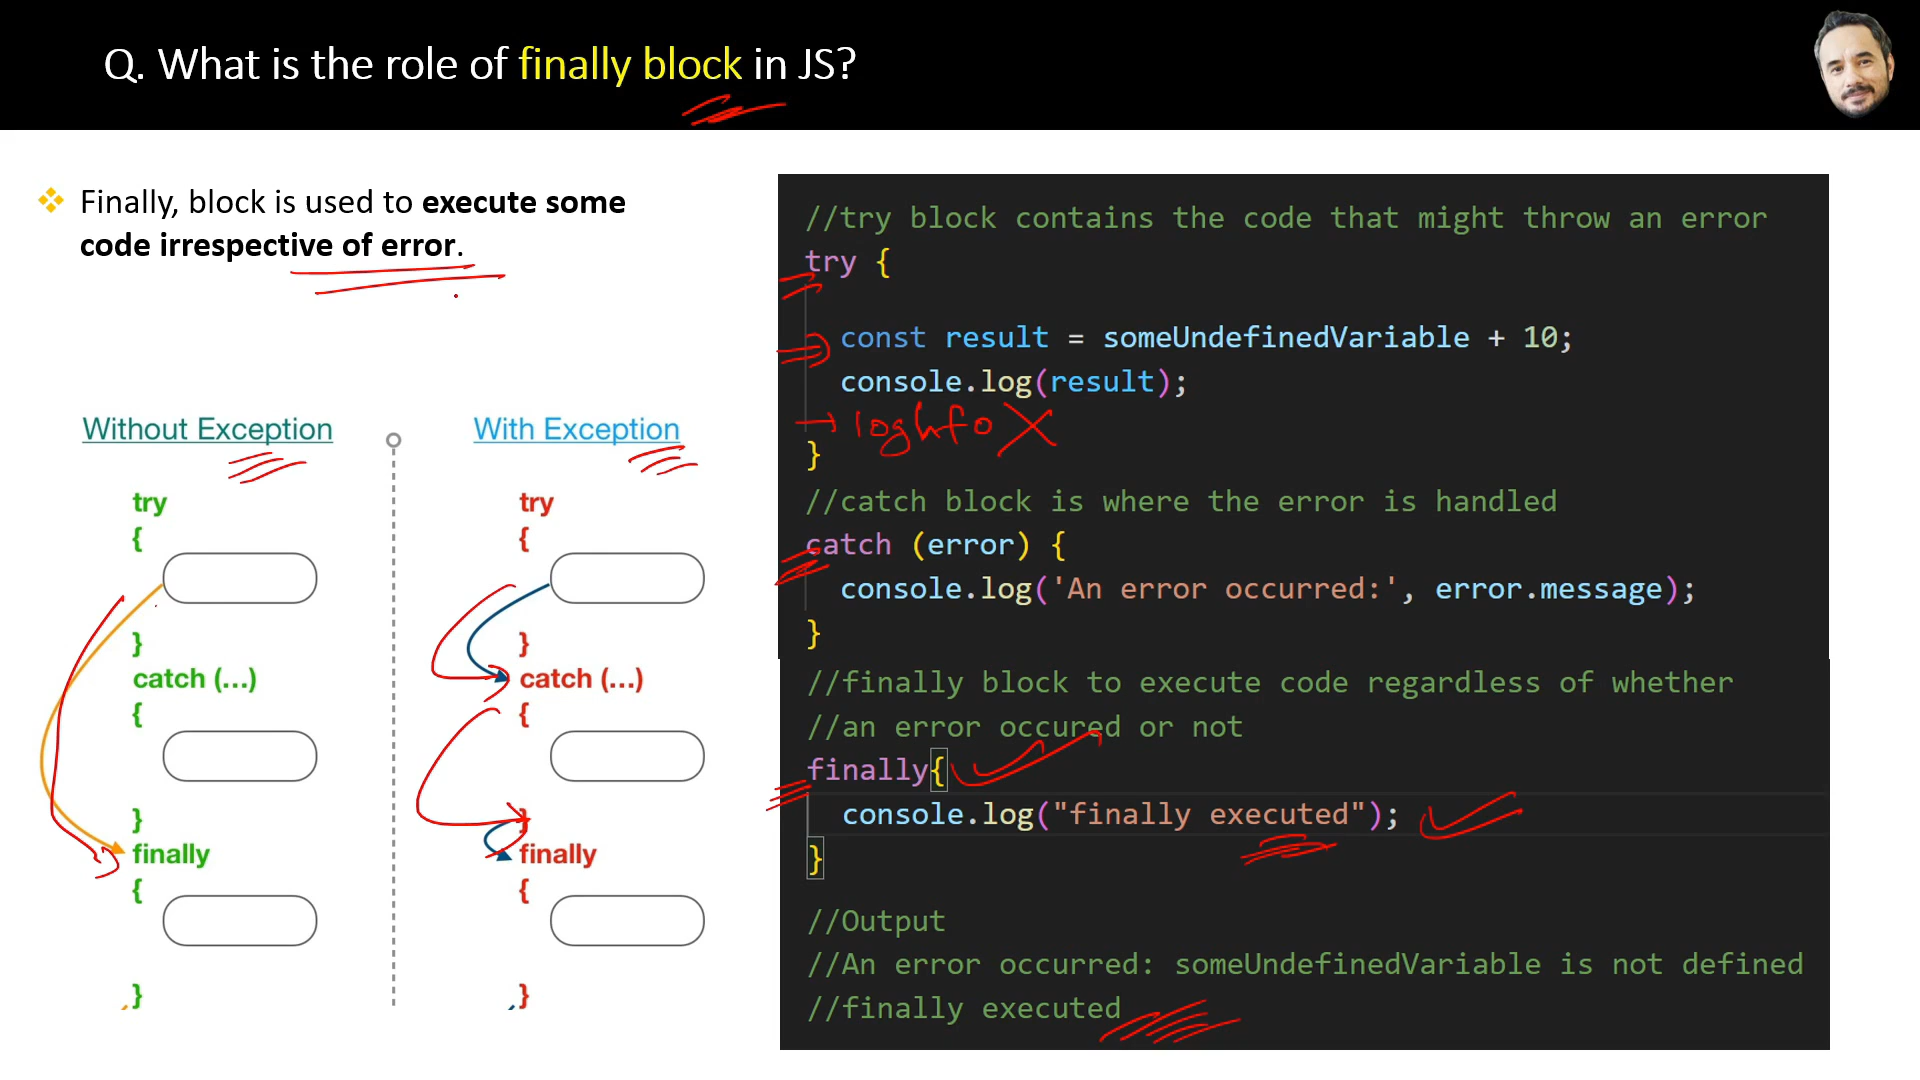 Q. What is the role of finally block in JS?
❖ Finally, block is used to execute some
code irrespective of error.
Without Exception
try
{
}
catch (...)
{
}
finally
{
}
With Exception
try
{
}
catch (...)
{
}
finally
{
}
//try block contains the code that might throw an error
try {
const result = someUndefinedVariable + 10;
console.log(result);
→ logInfo X
}
//catch block is where the error is handled
catch (error) {
console.log('An error occurred:', error.message);
}
//finally block to execute code regardless of whether
//an error occured or not
finally{
console.log("finally executed");
}
//Output
//An error occurred: someUndefinedVariable is not defined
//finally executed